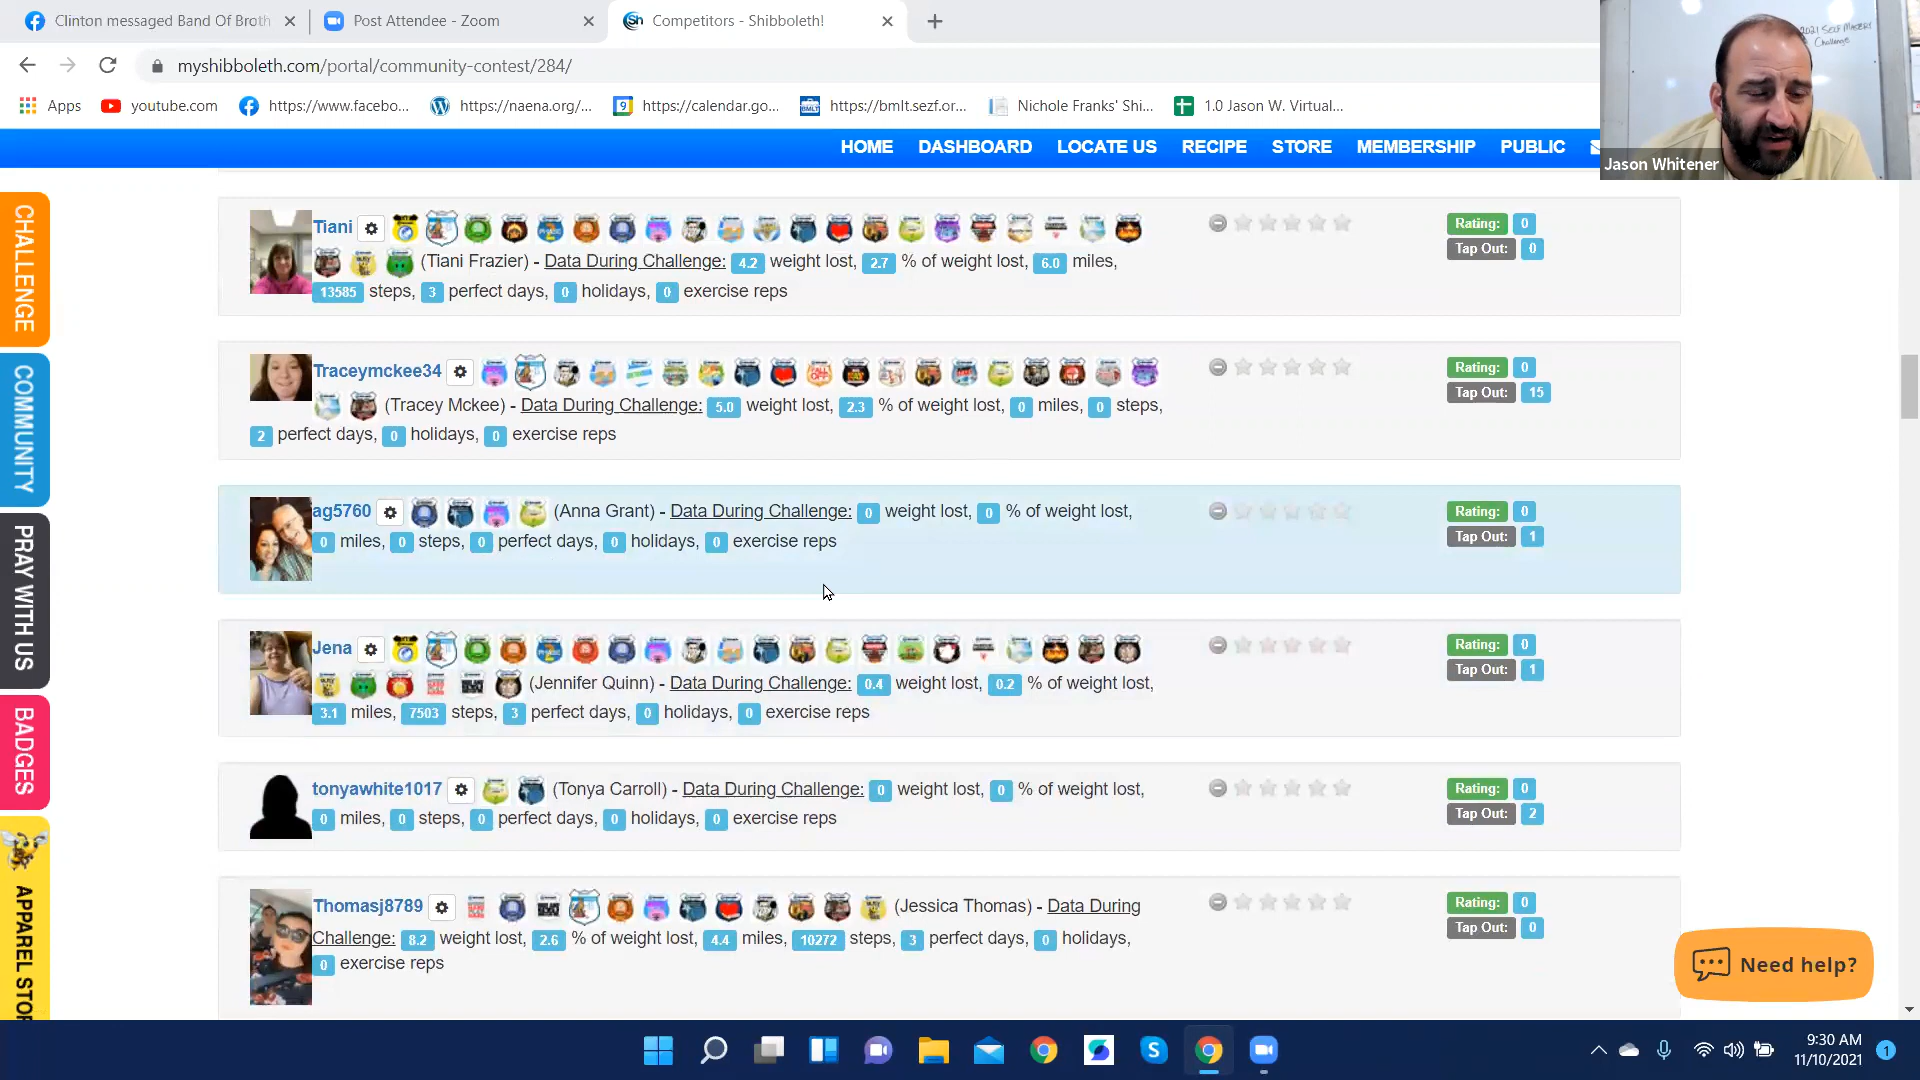 Clinton messaged Band Of Broth
Post Attendee - Zoom
Competitors - Shibboleth!
myshibboleth.com/portal/community-contest/284/
Apps
youtube.com
https://www.facebo...
https://naena.org/...
https://calendar.go...
https://bmlt.sezf.or...
Nichole Franks' Shi...
1.0 Jason W. Virtual...
2021 SELF MASTERY
Challenge
Jason Whitener
HOME DASHBOARD LOCATE US RECIPE STORE MEMBERSHIP PUBLIC
CHALLENGE
COMMUNITY
PRAY WITH US
BADGES
APPAREL STOR
Tiani
(Tiani Frazier) - Data During Challenge: 4.2 weight lost, 2.7 % of weight lost, 6.0 miles,
13585 steps, 3 perfect days, 0 holidays, 0 exercise reps
Rating: 0
Tap Out: 0
Traceymckee34
(Tracey Mckee) - Data During Challenge: 5.0 weight lost, 2.3 % of weight lost, 0 miles, 0 steps,
2 perfect days, 0 holidays, 0 exercise reps
Rating: 0
Tap Out: 15
ag5760 (Anna Grant) - Data During Challenge: 0 weight lost, 0 % of weight lost,
0 miles, 0 steps, 0 perfect days, 0 holidays, 0 exercise reps
Rating: 0
Tap Out: 1
Jena
(Jennifer Quinn) - Data During Challenge: 0.4 weight lost, 0.2 % of weight lost,
3.1 miles, 7503 steps, 3 perfect days, 0 holidays, 0 exercise reps
Rating: 0
Tap Out: 1
tonyawhite1017 (Tonya Carroll) - Data During Challenge: 0 weight lost, 0 % of weight lost,
0 miles, 0 steps, 0 perfect days, 0 holidays, 0 exercise reps
Rating: 0
Tap Out: 2
Thomasj8789 (Jessica Thomas) - Data During
Challenge: 8.2 weight lost, 2.6 % of weight lost, 4.4 miles, 10272 steps, 3 perfect days, 0 holidays,
0 exercise reps
Rating: 0
Tap Out: 0
Need help?
9:30 AM
11/10/2021
1